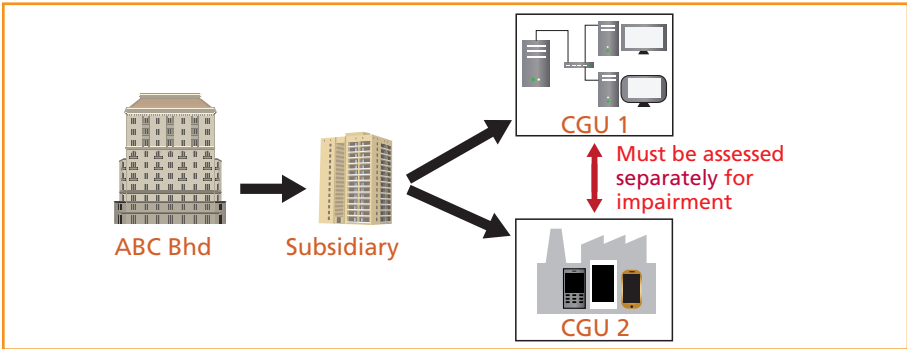 CGU 1
Must be assessed
separately for
impairment
ABC Bhd
Subsidiary
CGU 2